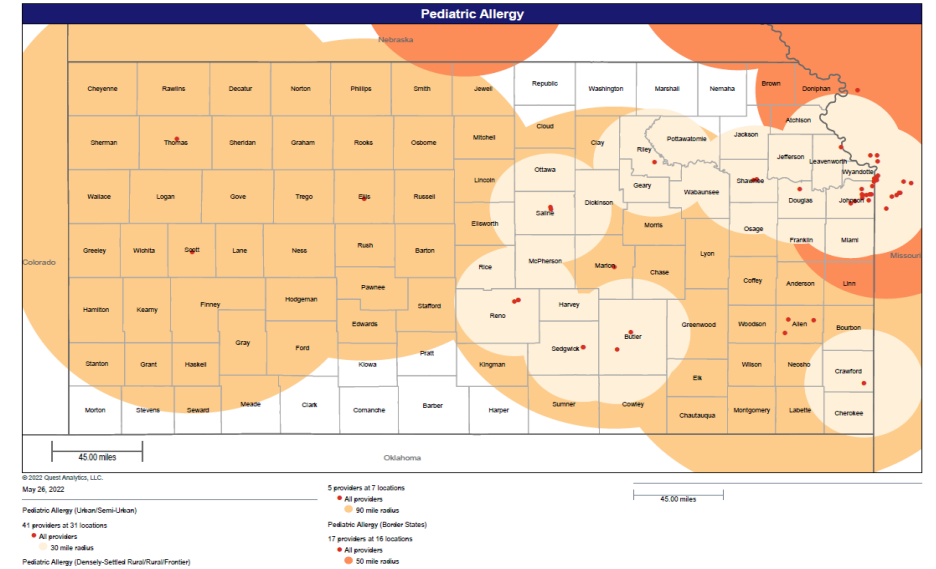 Pediatric Allergy
Nebraska
Cheyenne Rawlins Decatur Norton Phillips Smith Jewell Republic Washington Marshall Nemaha Brown Doniphan
Atchison
Sherman Thomas Sheridan Graham Rooks Osborne Mitchell Cloud Clay Riley Pottawatomie Jackson
Jefferson Leavenworth
Wyandotte
Wallace Logan Gove Trego Ellis Russell Lincoln Ottawa Dickinson Geary Wabaunsee Shawnee Douglas Johnson
Saline
Greeley Wichita Scott Lane Ness Rush Barton Ellsworth Morris Osage Franklin Miami
Colorado
Missouri
Pawnee Rice McPherson Marion Chase Lyon Coffey Anderson Linn
Hamilton Kearny Finney Hodgeman Edwards Stafford Reno Harvey Butler Greenwood Woodson Allen Bourbon
Stanton Grant Haskell Gray Ford Kiowa Pratt Kingman Sedgwick Elk Wilson Neosho Crawford
Morton Stevens Seward Meade Clark Comanche Barber Harper Sumner Cowley Chautauqua Montgomery Labette Cherokee
45.00 miles
Oklahoma
© 2022 Quest Analytics, LLC.
May 26, 2022
Pediatric Allergy (Urban/Semi-Urban)
41 providers at 31 locations
All providers
30 mile radius
Pediatric Allergy (Densely-Settled Rural/Rural/Frontier)
5 providers at 7 locations
All providers
90 mile radius
Pediatric Allergy (Border States)
17 providers at 16 locations
All providers
50 mile radius
45.00 miles